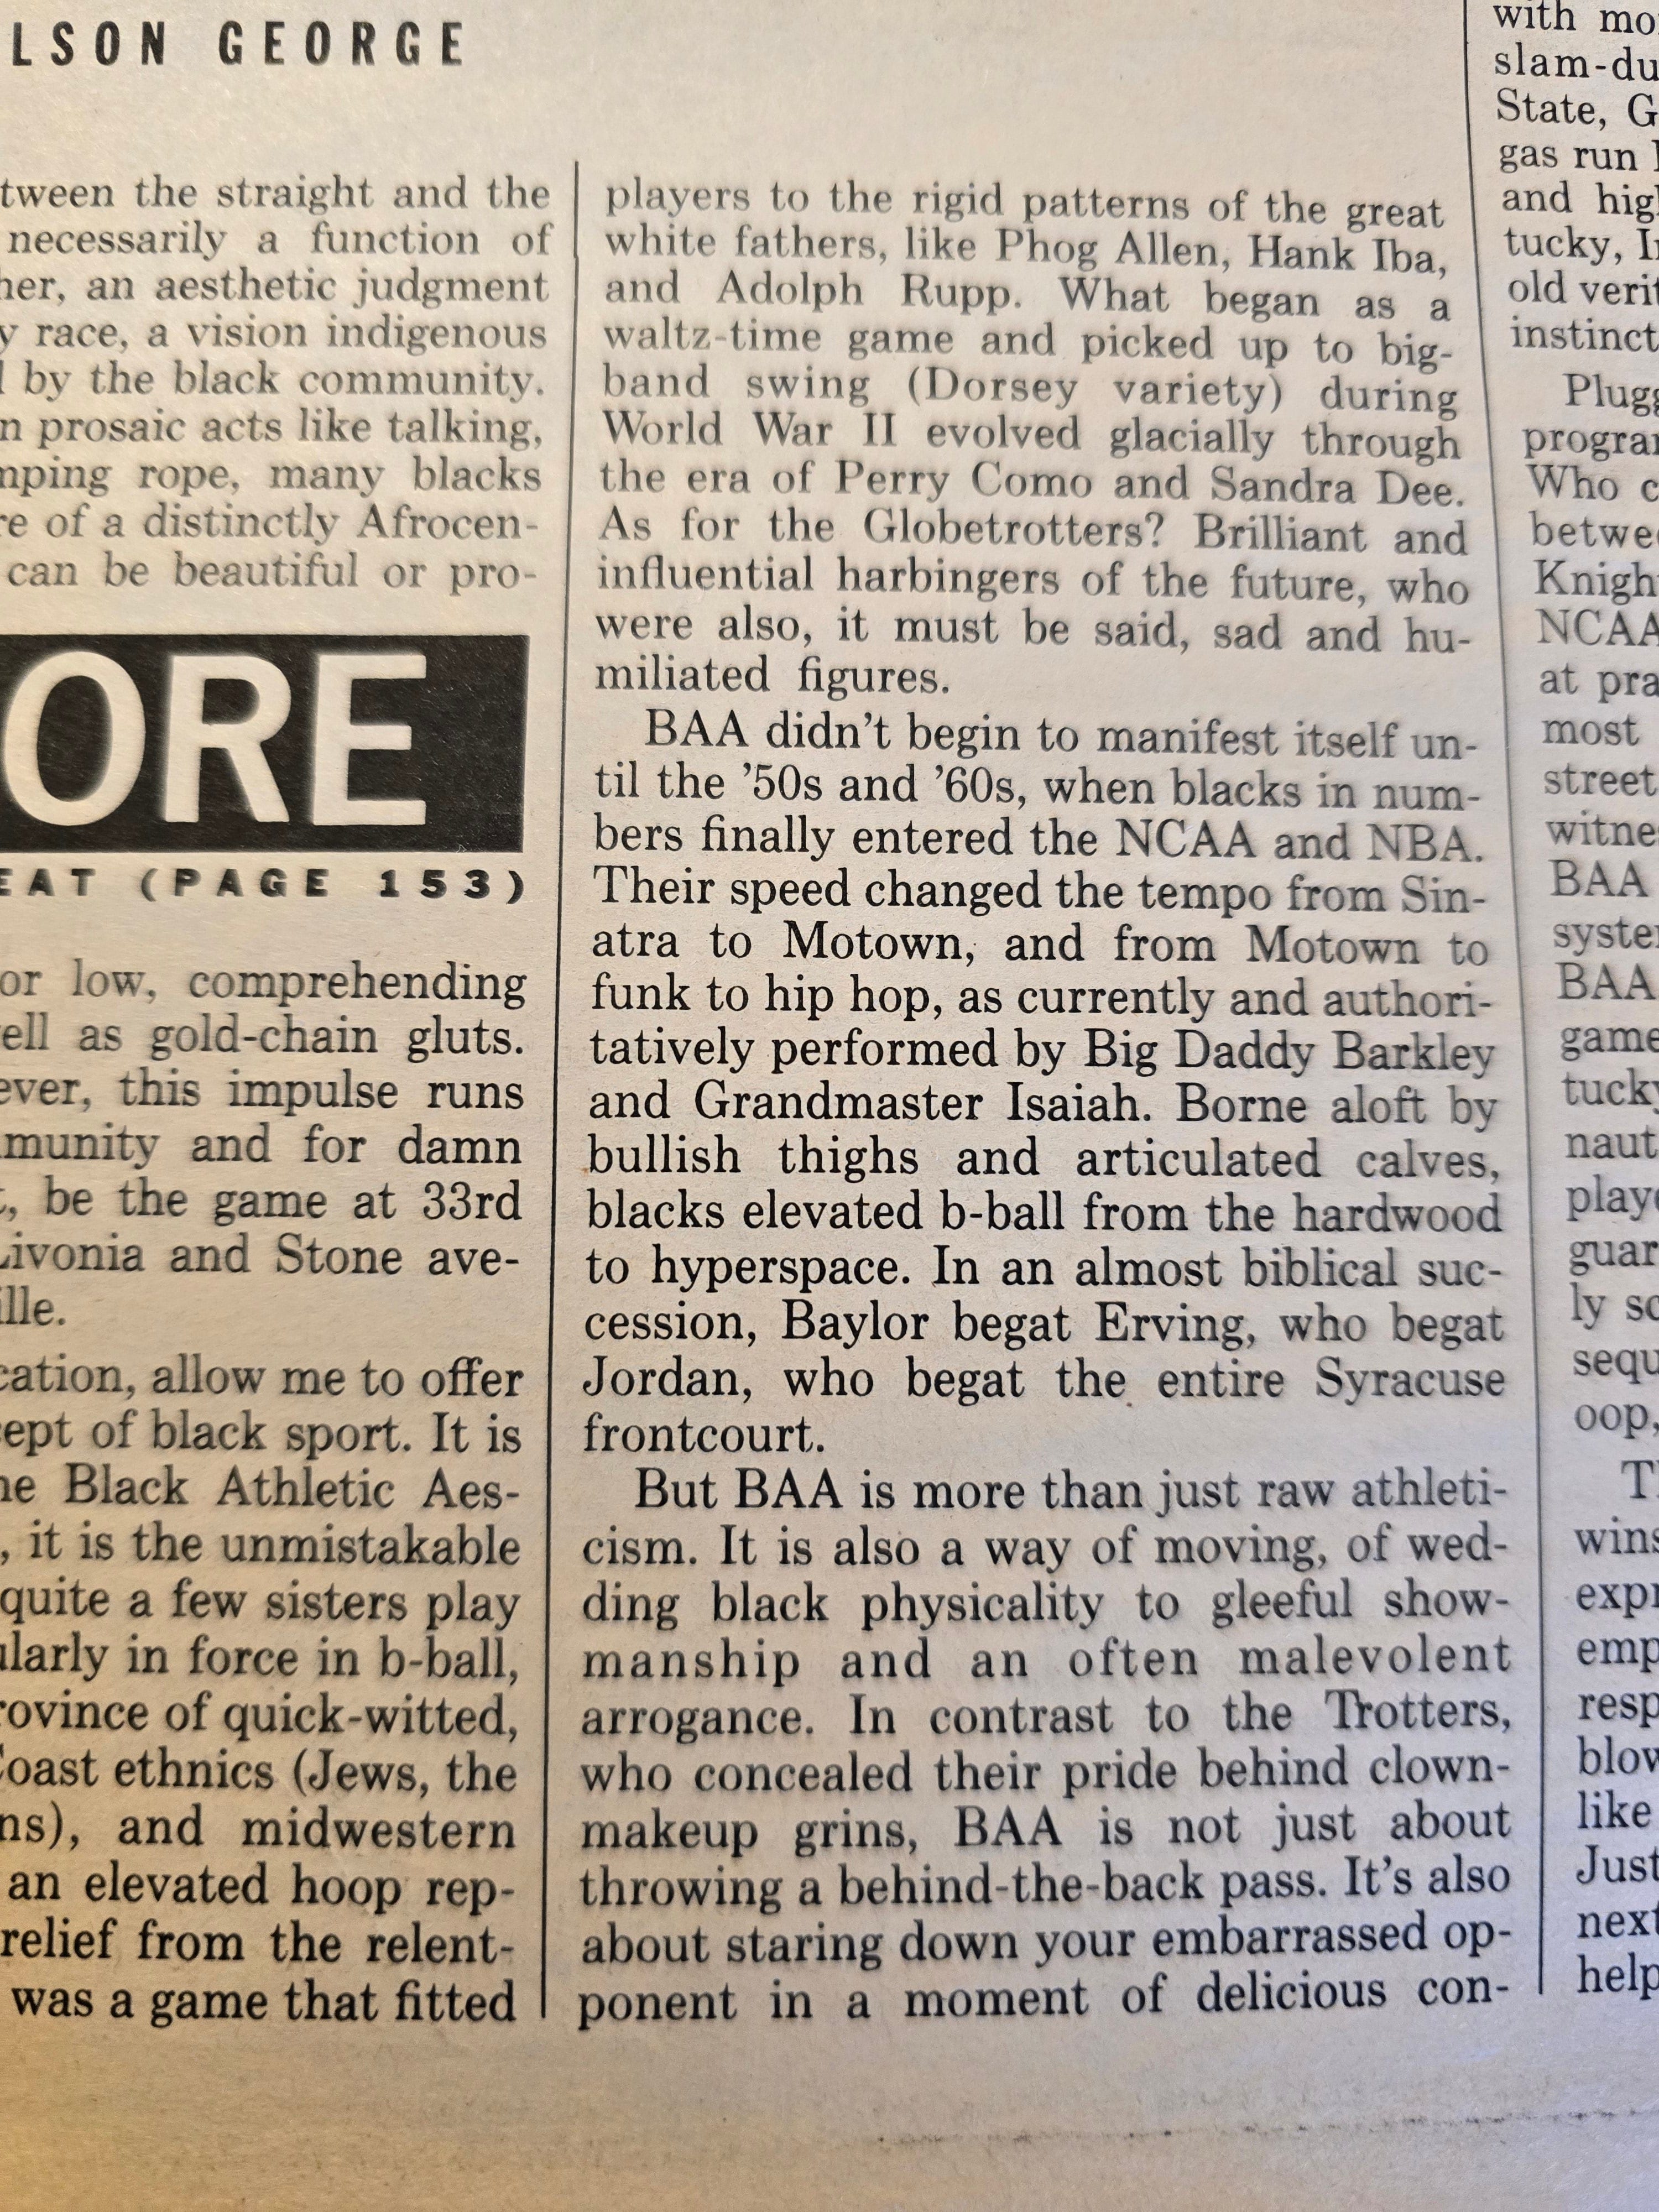 LSON GEORGE
tween the straight and the
necessarily a function of
her, an aesthetic judgment
y race, a vision indigenous
by the black community.
n prosaic acts like talking,
mping rope, many blacks
re of a distinctly Afrocen-
can be beautiful or pro-
ORE
EAT (PAGE 153)
or low, comprehending
ell as gold-chain gluts.
ever, this impulse runs
munity and for damn
, be the game at 33rd
Livonia and Stone ave-
ille.
cation, allow me to offer
cept of black sport. It is
he Black Athletic Aes-
, it is the unmistakable
quite a few sisters play
ularly in force in b-ball,
rovince of quick-witted,
Coast ethnics (Jews, the
ns), and midwestern
an elevated hoop rep-
relief from the relent-
was a game that fitted
players to the rigid patterns of the great
white fathers, like Phog Allen, Hank Iba,
and Adolph Rupp. What began as a
waltz-time game and picked up to big-
band swing (Dorsey variety) during
World War II evolved glacially through
the era of Perry Como and Sandra Dee.
As for the Globetrotters? Brilliant and
influential harbingers of the future, who
were also, it must be said, sad and hu-
miliated figures.
BAA didn't begin to manifest itself un-
til the '50s and '60s, when blacks in num-
bers finally entered the NCAA and NBA.
Their speed changed the tempo from Sin-
atra to Motown, and from Motown to
funk to hip hop, as currently and authori-
tatively performed by Big Daddy Barkley
and Grandmaster Isaiah. Borne aloft by
bullish thighs and articulated calves,
blacks elevated b-ball from the hardwood
to hyperspace. In an almost biblical suc-
cession, Baylor begat Erving, who begat
Jordan, who begat the entire Syracuse
frontcourt.
But BAA is more than just raw athleti-
cism. It is also a way of moving, of wed-
ding black physicality to gleeful show-
manship and an often malevolent
arrogance. In contrast to the Trotters,
who concealed their pride behind clown-
makeup grins, BAA is not just about
throwing a behind-the-back pass. It's also
about staring down your embarrassed op-
ponent in a moment of delicious con-
with mo
slam-du
State, G
gas run
and hig
tucky, I
old verit
instinct
Plugg
progra
Who c
betwe
Knigh
NCAA
at pra
most
street
witne
BAA
syste
BAA
game
tucky
naut
play
guar
ly so
sequ
oop,
T
wins
expr
emp
resp
blow
like
Just
next
help